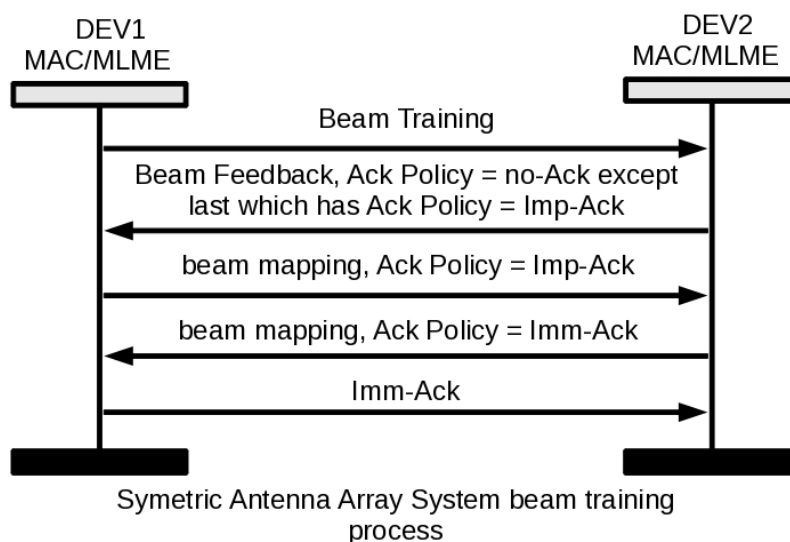 DEV1
MAC/MLME
DEV2
MAC/MLME
Beam Training
Beam Feedback, Ack Policy = no-Ack except
last which has Ack Policy = Imp-Ack
beam mapping, Ack Policy = Imp-Ack
beam mapping, Ack Policy = Imm-Ack
Imm-Ack
Symetric Antenna Array System beam training
process